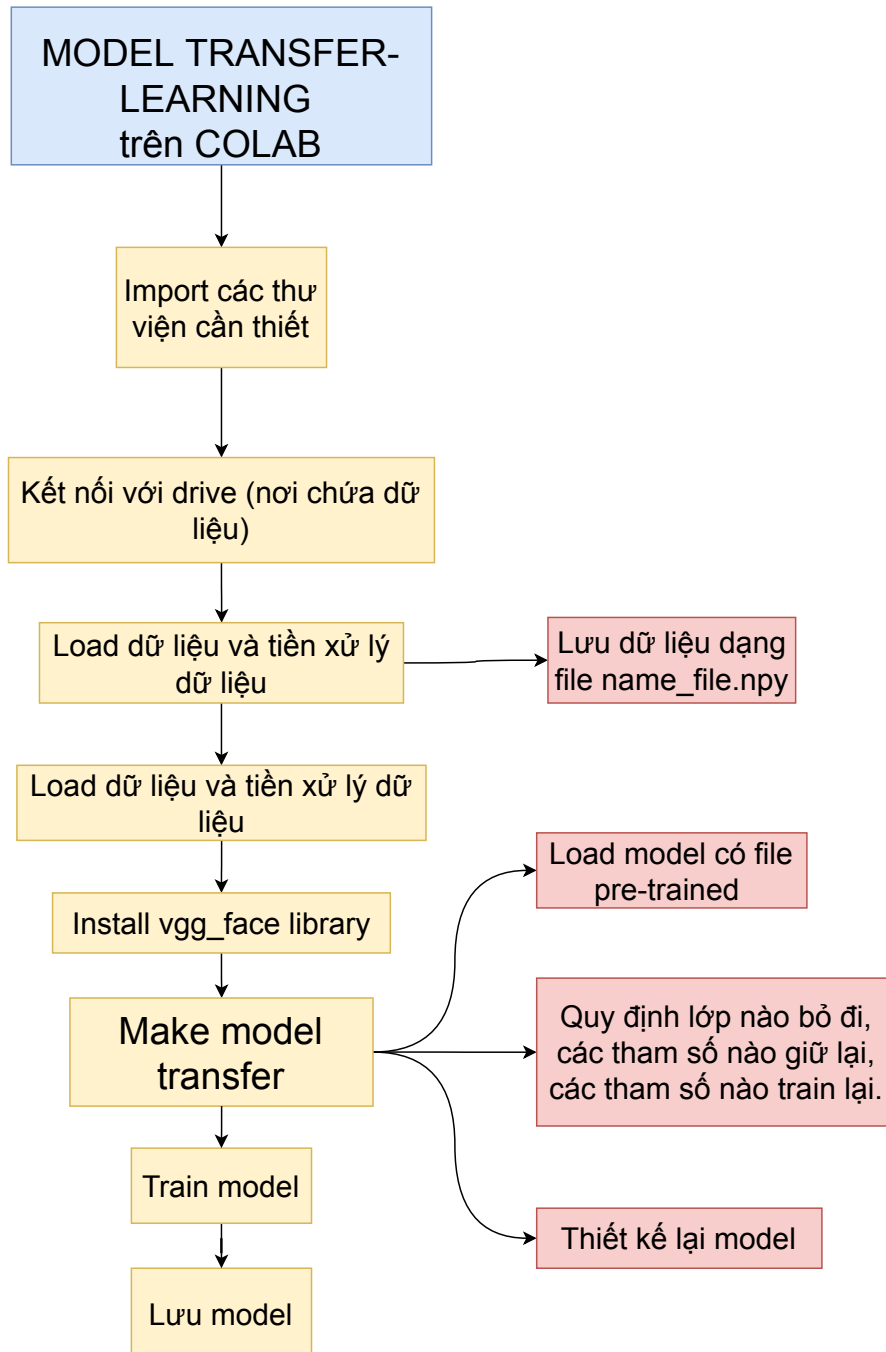 MODEL TRANSFER-
LEARNING
trên COLAB
Import các thư
viện cần thiết
Kết nối với drive (nơi chứa dữ
liệu)
Load dữ liệu và tiền xử lý
dữ liệu
Lưu dữ liệu dạng
file name_file.npy
Load dữ liệu và tiền xử lý dữ
liệu
Install vgg_face library
Make model
transfer
Load model có file
pre-trained
Quy định lớp nào bỏ đi,
các tham số nào giữ lại,
các tham số nào train lại.
Thiết kế lại model
Train model
Lưu model